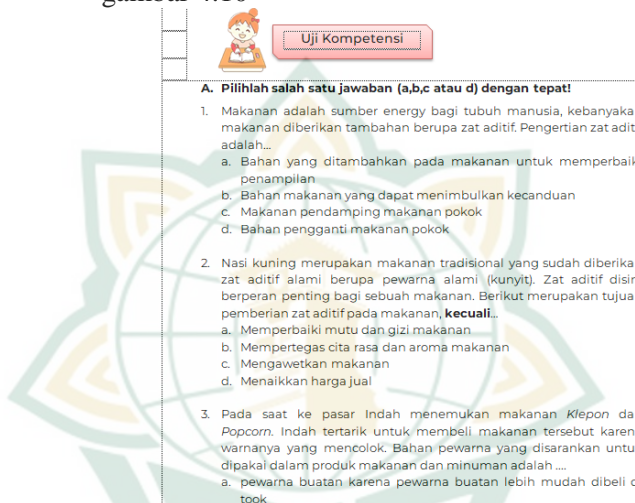 Uji Kompetensi
A. Pilihlah salah satu jawaban (a,b,c atau d) dengan tepat!
1. Makanan adalah sumber energy bagi tubuh manusia, kebanyaka
makanan diberikan tambahan berupa zat aditif. Pengertian zat adit
adalah...
a. Bahan yang ditambahkan pada makanan untuk memperbaik
penampilan
b. Bahan makanan yang dapat menimbulkan kecanduan
c. Makanan pendamping makanan pokok
d. Bahan pengganti makanan pokok
2. Nasi kuning merupakan makanan tradisional yang sudah diberika
zat aditif alami berupa pewarna alami (kunyit). Zat aditif disir
berperan penting bagi sebuah makanan. Berikut merupakan tujua
pemberian zat aditif pada makanan, kecuali...
a. Memperbaiki mutu dan gizi makanan
b. Mempertegas cita rasa dan aroma makanan
c. Mengawetkan makanan
d. Menaikkan harga jual
3. Pada saat ke pasar Indah menemukan makanan Klepon da
Popcorn. Indah tertarik untuk membeli makanan tersebut karen
warnanya yang mencolok. Bahan pewarna yang disarankan untu
dipakai dalam produk makanan dan minuman adalah ....
a. pewarna buatan karena pewarna buatan lebih mudah dibeli d
took